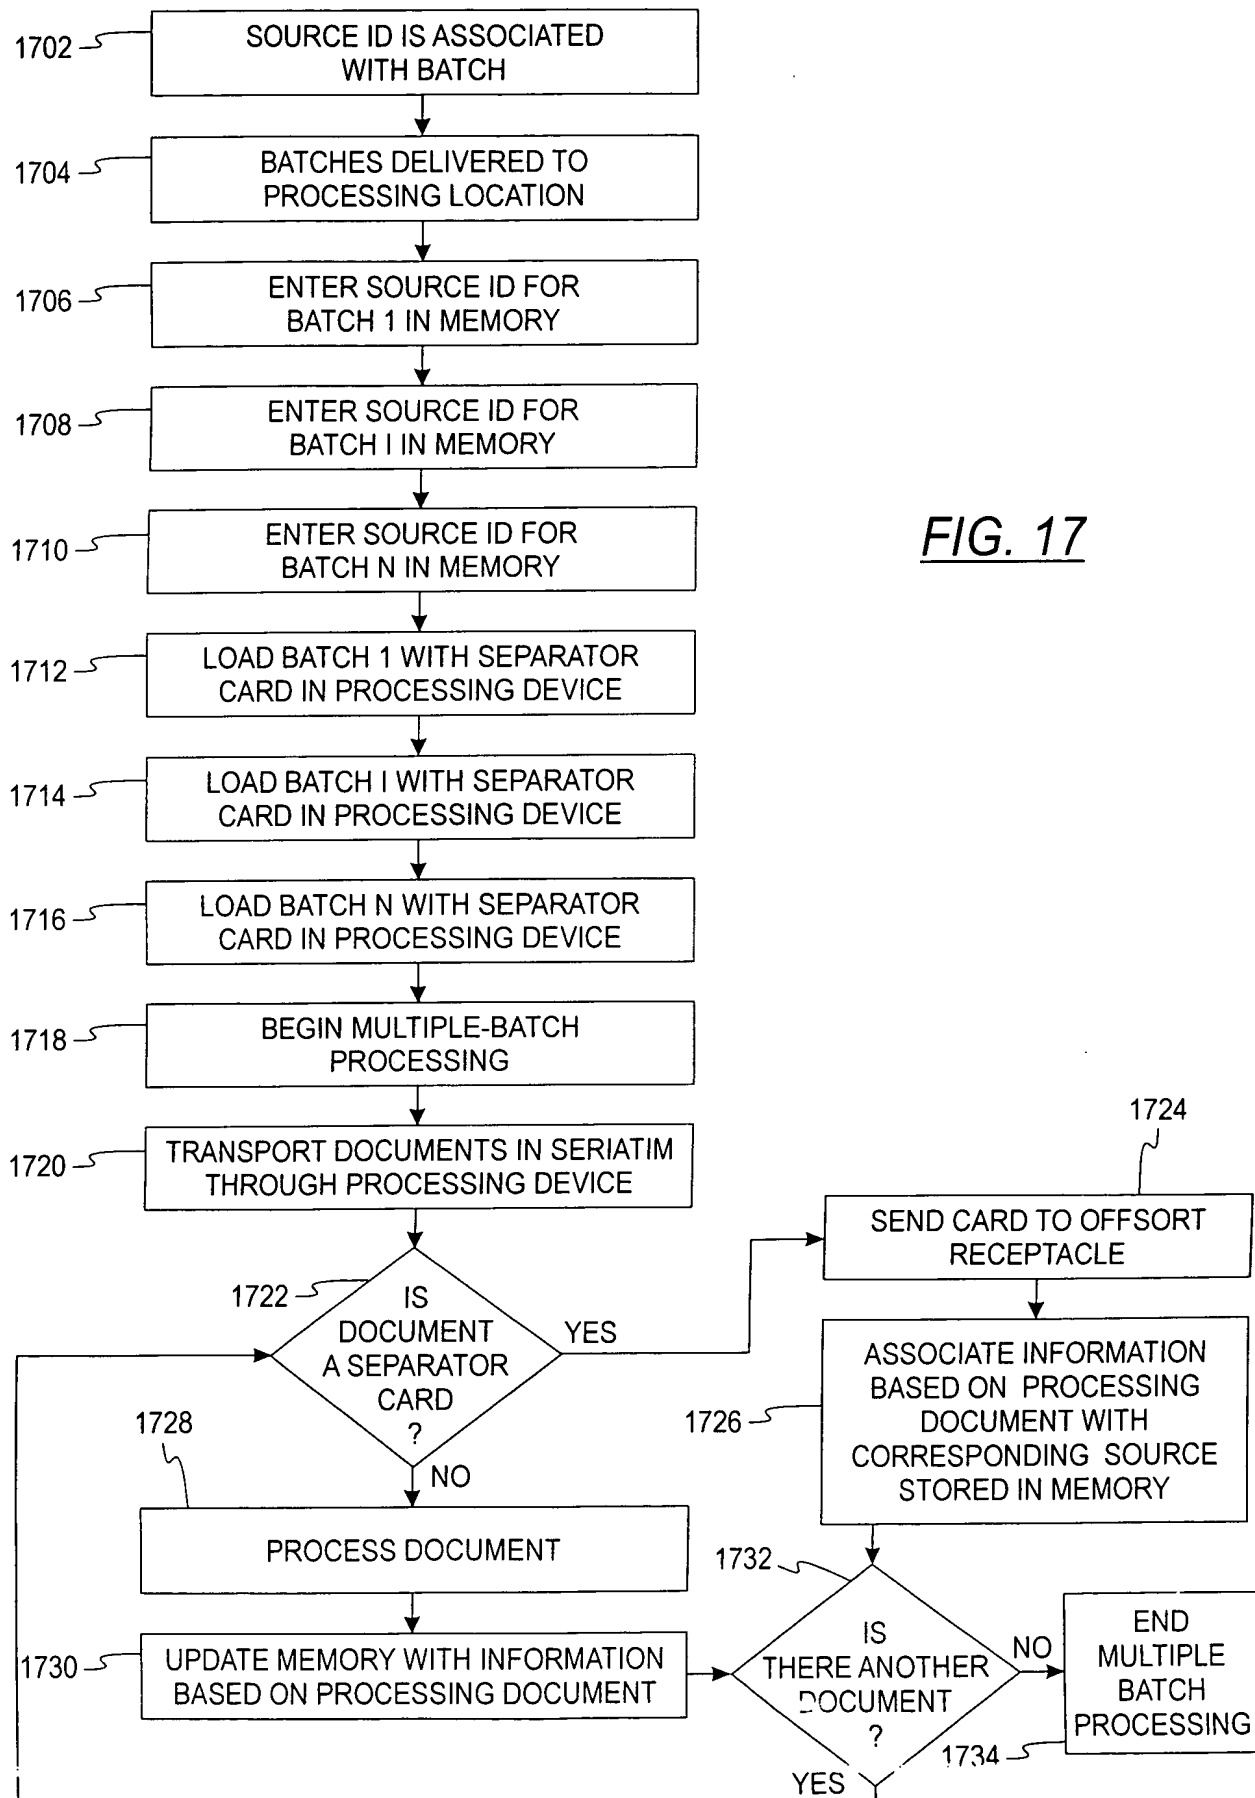 1702
SOURCE ID IS ASSOCIATED
WITH BATCH
1704
BATCHES DELIVERED TO
PROCESSING LOCATION
1706
ENTER SOURCE ID FOR
BATCH 1 IN MEMORY
1708
ENTER SOURCE ID FOR
BATCH I IN MEMORY
1710
ENTER SOURCE ID FOR
BATCH N IN MEMORY
FIG. 17
1712
LOAD BATCH 1 WITH SEPARATOR
CARD IN PROCESSING DEVICE
1714
LOAD BATCH I WITH SEPARATOR
CARD IN PROCESSING DEVICE
1716
LOAD BATCH N WITH SEPARATOR
CARD IN PROCESSING DEVICE
1718
BEGIN MULTIPLE-BATCH
PROCESSING
1720
TRANSPORT DOCUMENTS IN SERIATIM
THROUGH PROCESSING DEVICE
1722
IS
DOCUMENT
A SEPARATOR
CARD
?
YES
NO
1724
SEND CARD TO OFFSORT
RECEPTACLE
1726
ASSOCIATE INFORMATION
BASED ON PROCESSING
DOCUMENT WITH
CORRESPONDING SOURCE
STORED IN MEMORY
1728
PROCESS DOCUMENT
1730
UPDATE MEMORY WITH INFORMATION
BASED ON PROCESSING DOCUMENT
1732
IS
THERE ANOTHER
DOCUMENT
?
NO
YES
1734
END
MULTIPLE
BATCH
PROCESSING